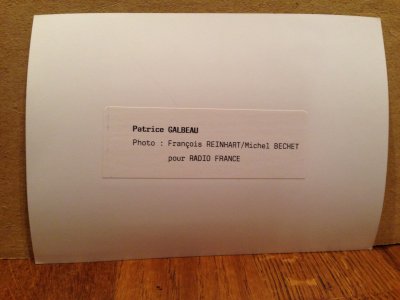 Patrice GALBEAU
Photo : François REINHART/Michel BECHET
pour RADIO FRANCE